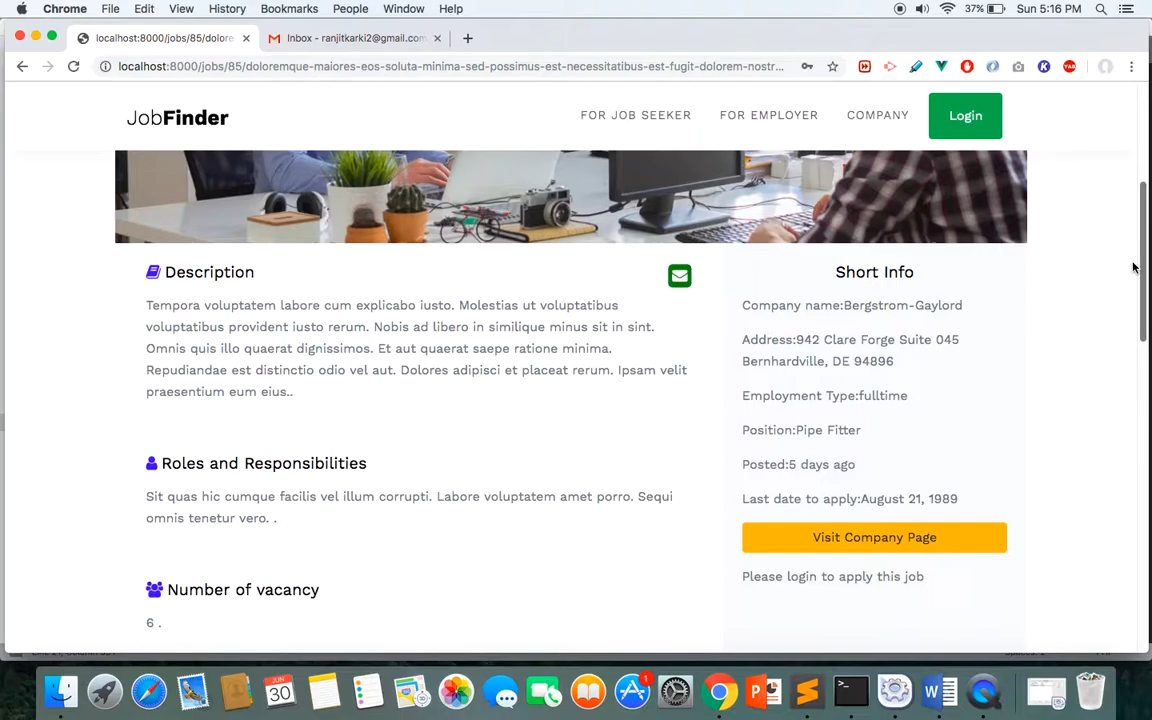 Chrome File Edit View History Bookmarks People Window Help 37% Sun 5:16 PM
localhost:8000/jobs/85/dolore Inbox - ranjitkarki2@gmail.com
localhost:8000/jobs/85/doloremque-maiores-eos-soluta-minima-sed-possimus-est-necessitatibus-est-fugit-dolorem-nostr...
JobFinder FOR JOB SEEKER FOR EMPLOYER COMPANY Login
Description
Tempora voluptatem labore cum explicabo iusto. Molestias ut voluptatibus
voluptatibus provident iusto rerum. Nobis ad libero in similique minus sit in sint.
Omnis quis illo quaerat dignissimos. Et aut quaerat saepe ratione minima.
Repudiandae est distinctio odio vel aut. Dolores adipisci et placeat rerum. Ipsam velit
praesentium eum eius..
Roles and Responsibilities
Sit quas hic cumque facilis vel illum corrupti. Labore voluptatem amet porro. Sequi
omnis tenetur vero. .
Number of vacancy
6 .
Short Info
Company name:Bergstrom-Gaylord
Address:942 Clare Forge Suite 045
Bernhardville, DE 94896
Employment Type:fulltime
Position:Pipe Fitter
Posted:5 days ago
Last date to apply:August 21, 1989
Visit Company Page
Please login to apply this job
JUN
30
1